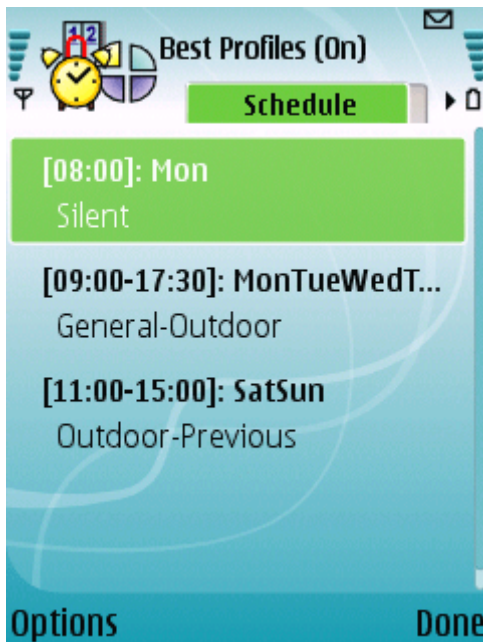 Best Profiles (On)
Schedule
[08:00]: Mon
Silent
[09:00-17:30]: MonTueWedT...
General-Outdoor
[11:00-15:00]: SatSun
Outdoor-Previous
Options Done